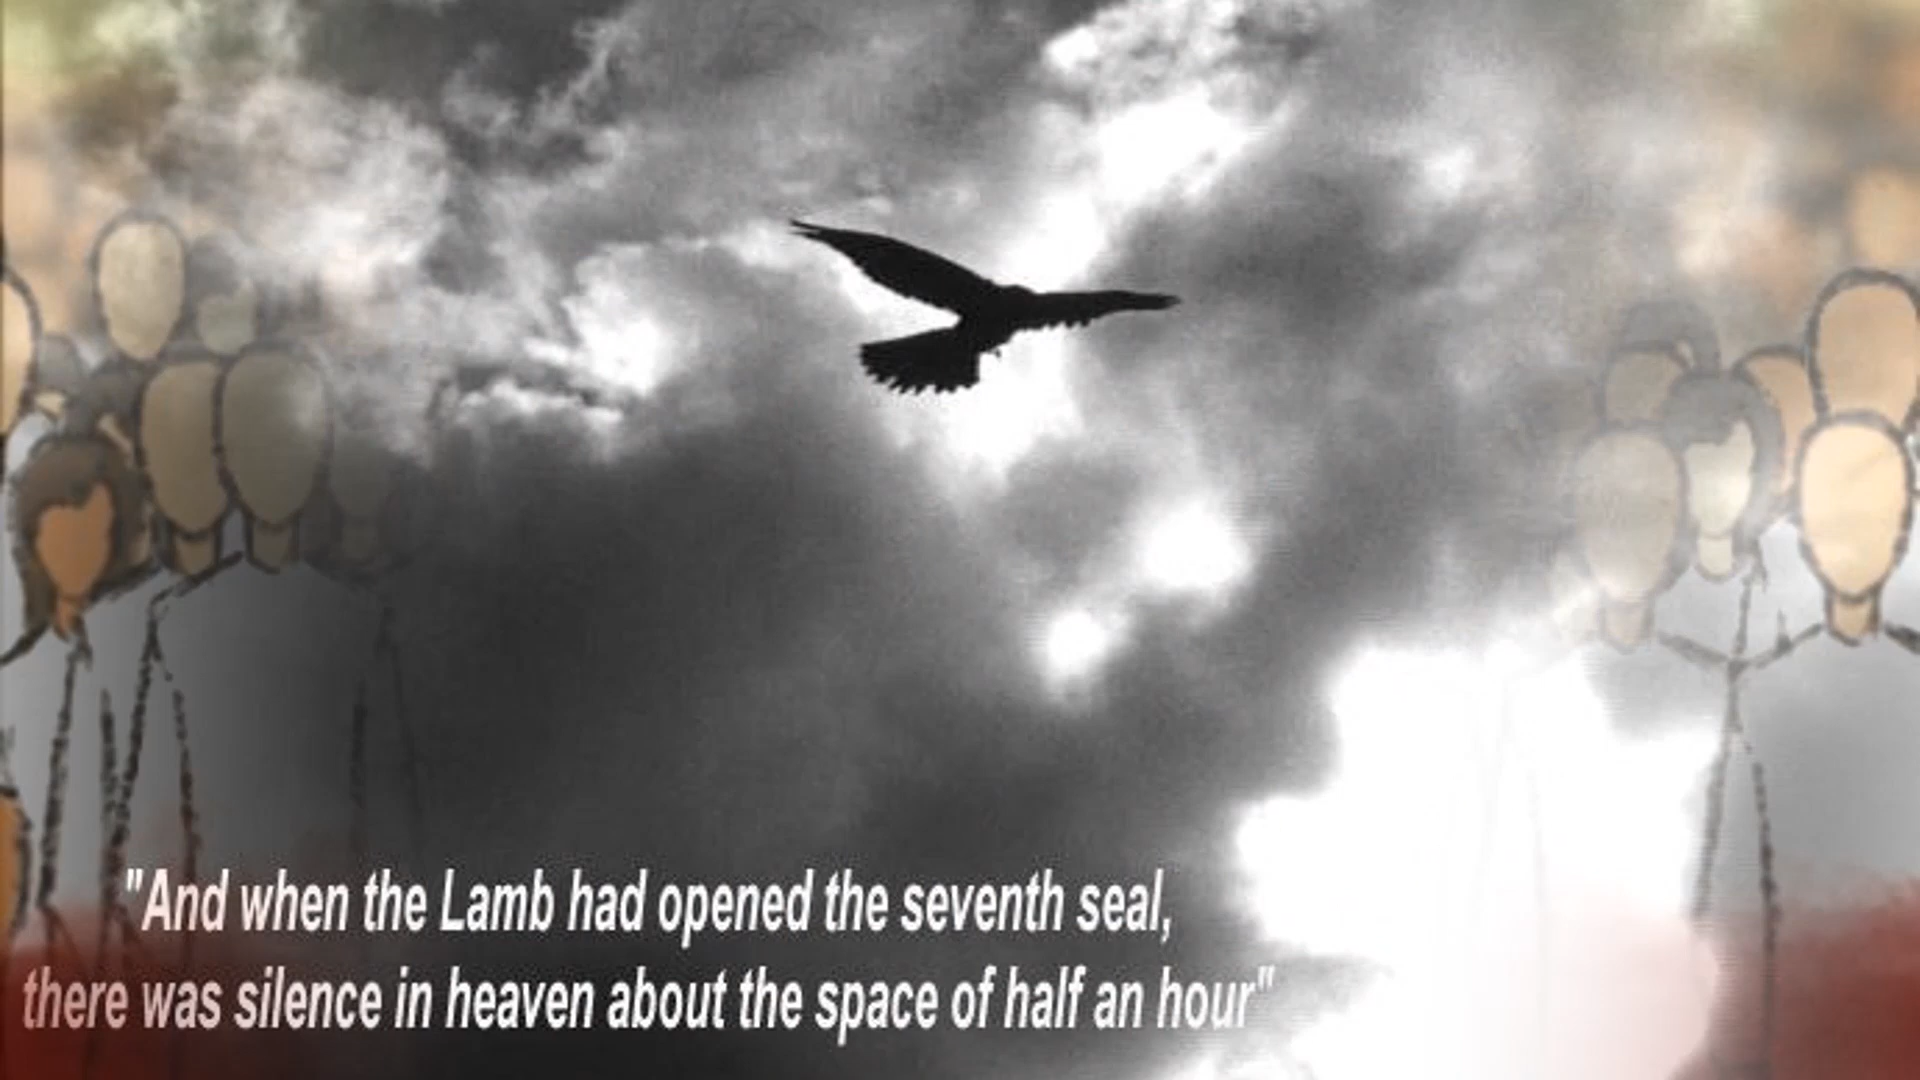 "And when the Lamb had opened the seventh seal,
there was silence in heaven about the space of half an hour"